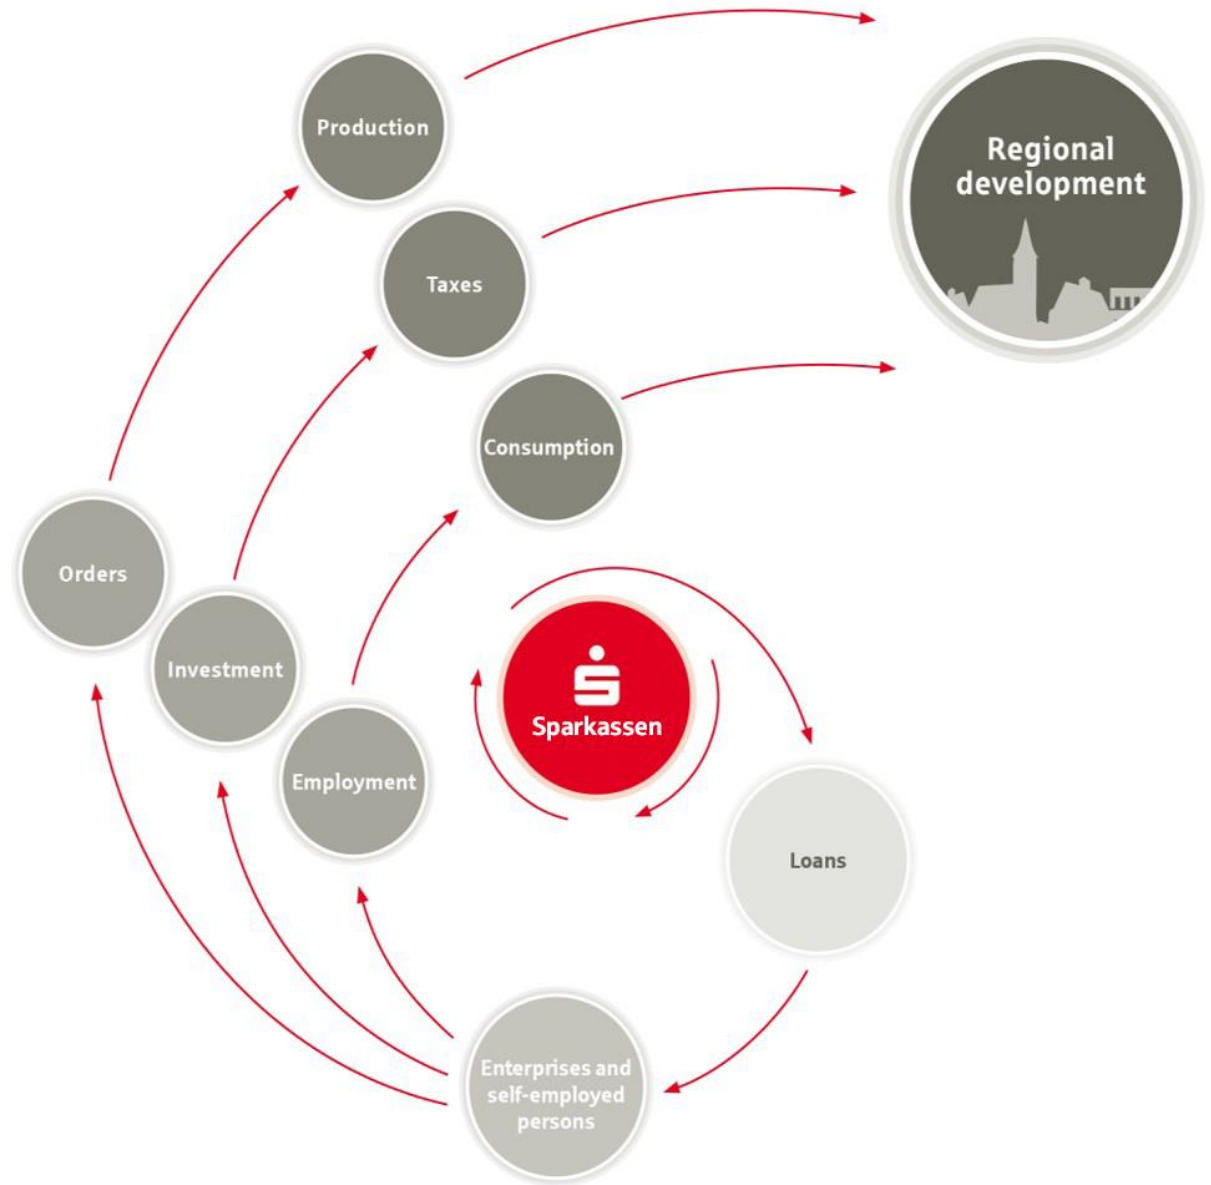 Production
Regional
development
Taxes
Consumption
Orders
Investment
Sparkassen
Employment
Loans
Enterprises and
self-employed
persons